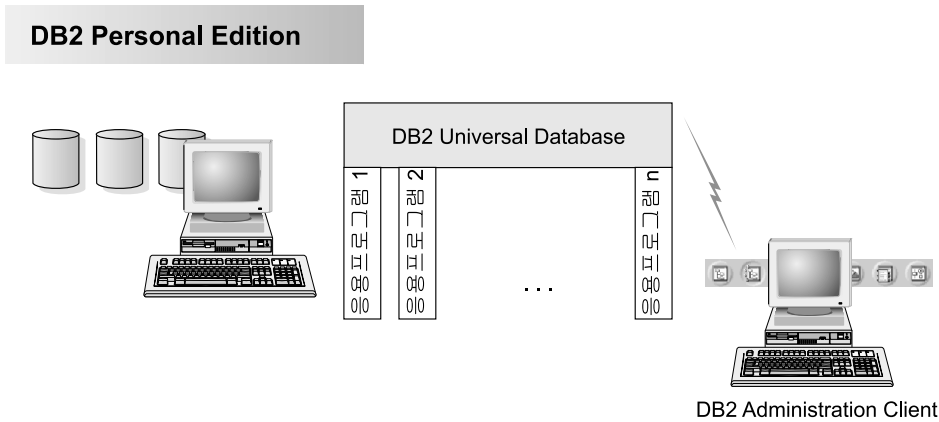 DB2 Personal Edition
DB2 Universal Database
응용프로그램 1
응용프로그램 2
. . .
응용프로그램 n
DB2 Administration Client